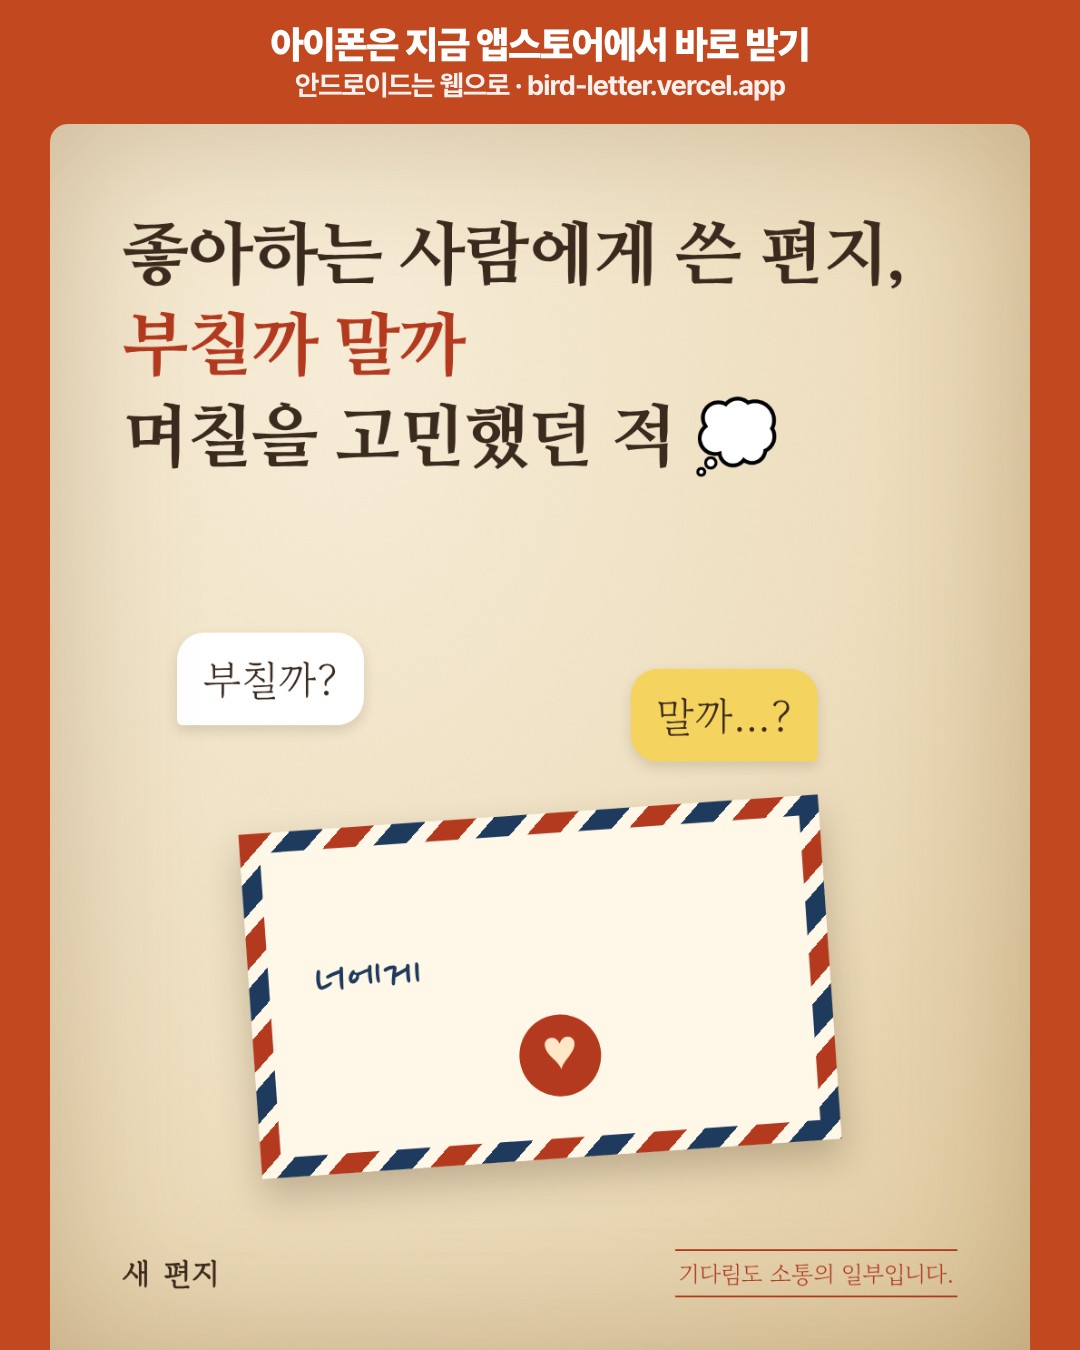 아이폰은 지금 앱스토어에서 바로 받기
안드로이드는 웹으로 · bird-letter.vercel.app
좋아하는 사람에게 쓴 편지,
부칠까 말까
며칠을 고민했던 적
부칠까?
말까...?
너에게
새 편지
기다림도 소통의 일부입니다.